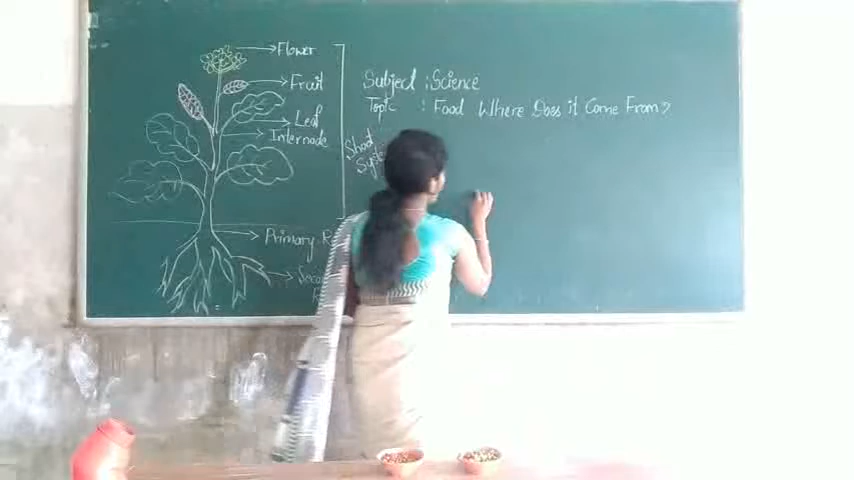 Flower
Fruit
Leaf
Internode
Shoot
Primary
Subject : Science
Topic : Food Where Does it Come From?